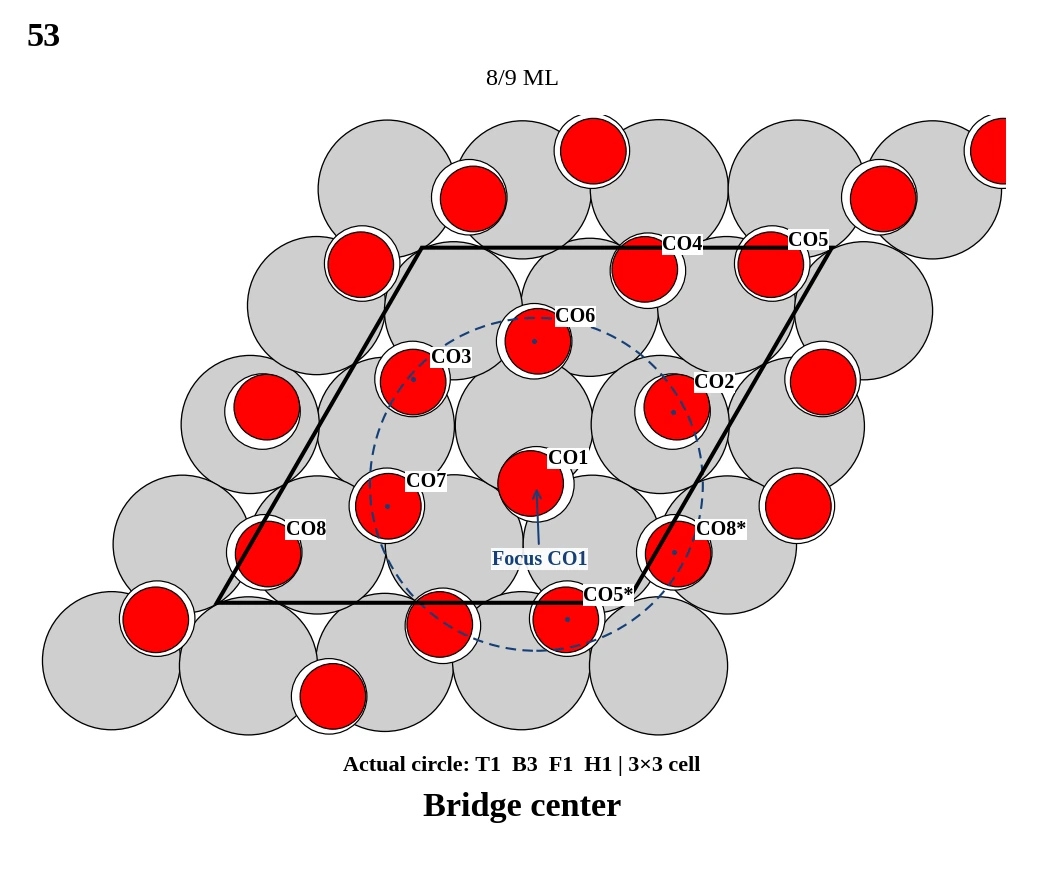 53
8/9 ML
CO4
CO5
CO6
CO3
CO2
CO1
CO7
CO8
CO8*
Focus CO1
CO5*
Actual circle: T1 B3 F1 H1 | 3×3 cell
Bridge center